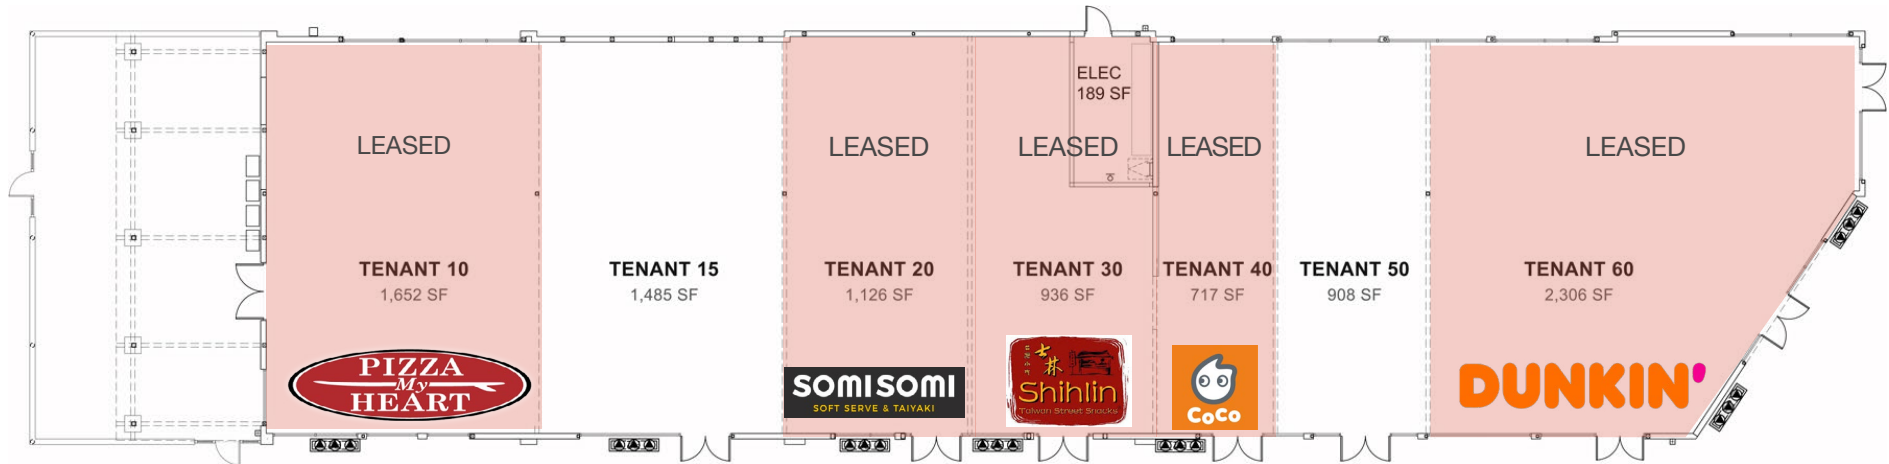 ELEC
189 SF
LEASED
LEASED
LEASED
LEASED
LEASED
TENANT 10
1,652 SF
TENANT 15
1,485 SF
TENANT 20
1,126 SF
TENANT 30
936 SF
TENANT 40
717 SF
TENANT 50
908 SF
TENANT 60
2,306 SF
PIZZA
My
HEART
SOMISOMI
SOFT SERVE & TAIYAKI
士林
Shihlin
Taiwan Street Snacks
CoCo
DUNKIN'